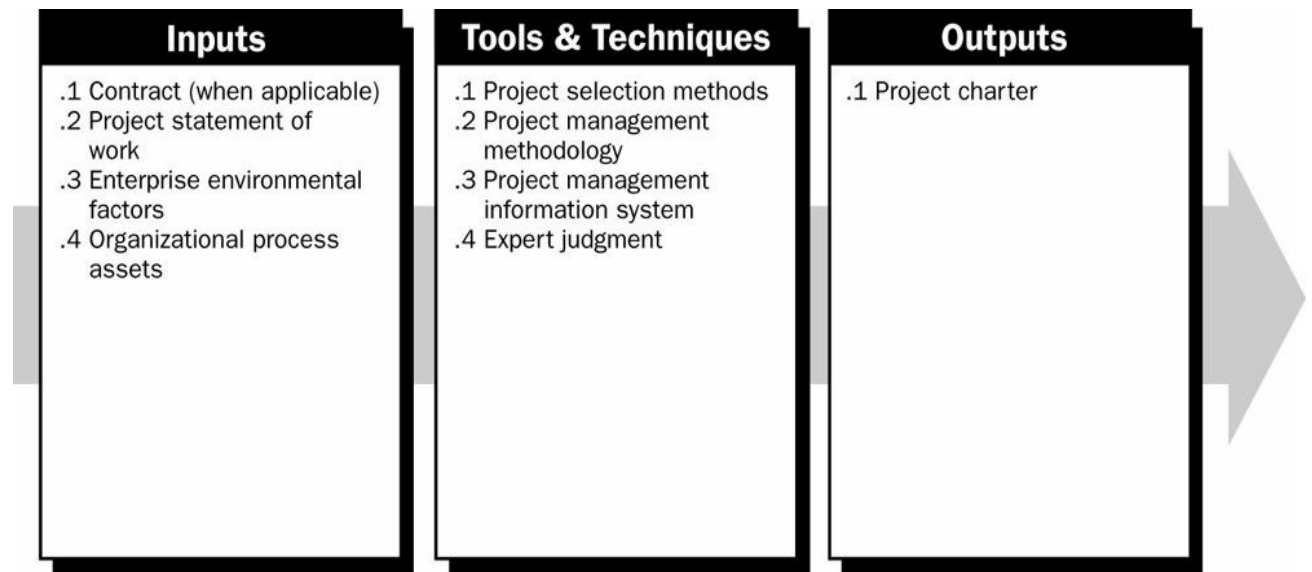 Inputs
.1 Contract (when applicable)
.2 Project statement of
work
.3 Enterprise environmental
factors
.4 Organizational process
assets
Tools & Techniques
.1 Project selection methods
.2 Project management
methodology
.3 Project management
information system
.4 Expert judgment
Outputs
.1 Project charter